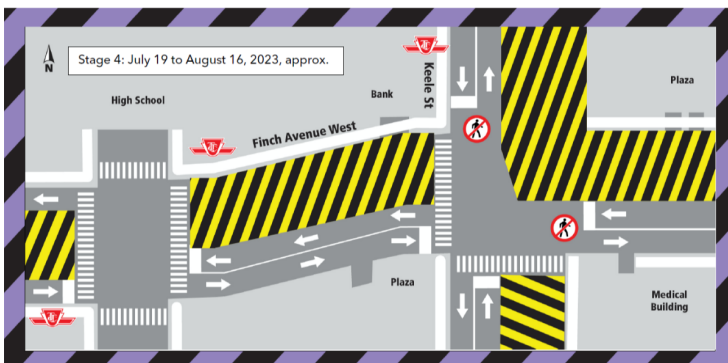 Stage 4: July 19 to August 16, 2023, approx.
N
High School
Bank
Keele St
Plaza
Finch Avenue West
Plaza
Medical
Building